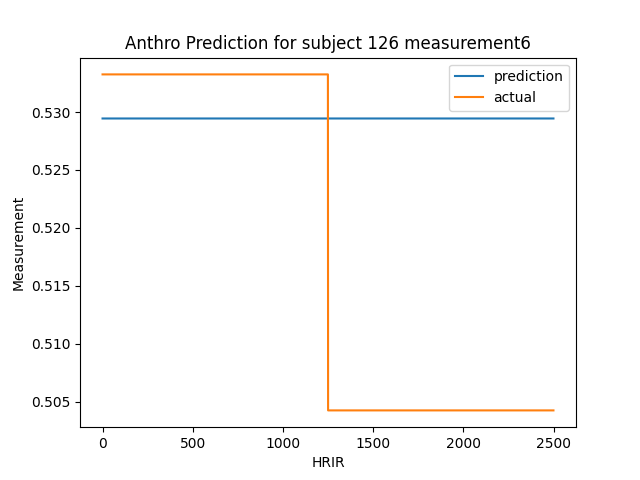 Anthro Prediction for subject 126 measurement6
prediction
actual
Measurement
0.530
0.525
0.520
0.515
0.510
0.505
0 500 1000 1500 2000 2500
HRIR